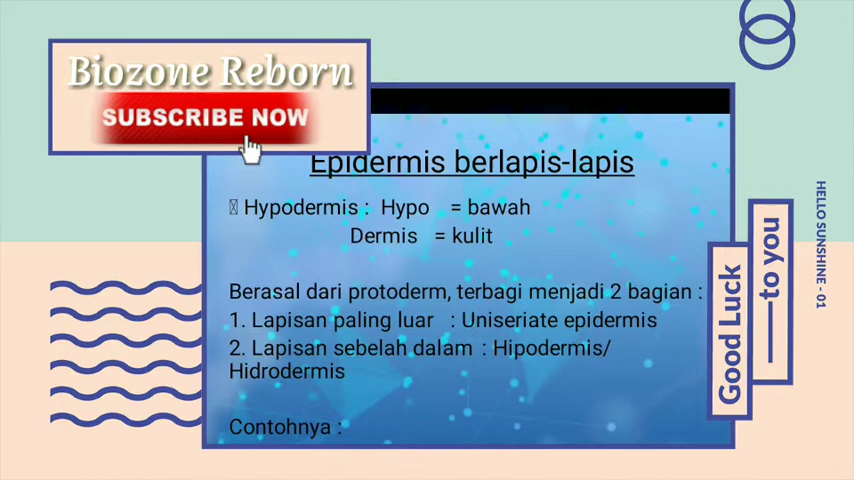 Biozone Reborn
SUBSCRIBE NOW
Epidermis berlapis-lapis
Hypodermis : Hypo = bawah
Dermis = kulit
Berasal dari protoderm, terbagi menjadi 2 bagian :
1. Lapisan paling luar : Uniseriate epidermis
2. Lapisan sebelah dalam : Hipodermis/
Hidrodermis
Contohnya :
Good Luck
to you
HELLO SUNSHINE - 01